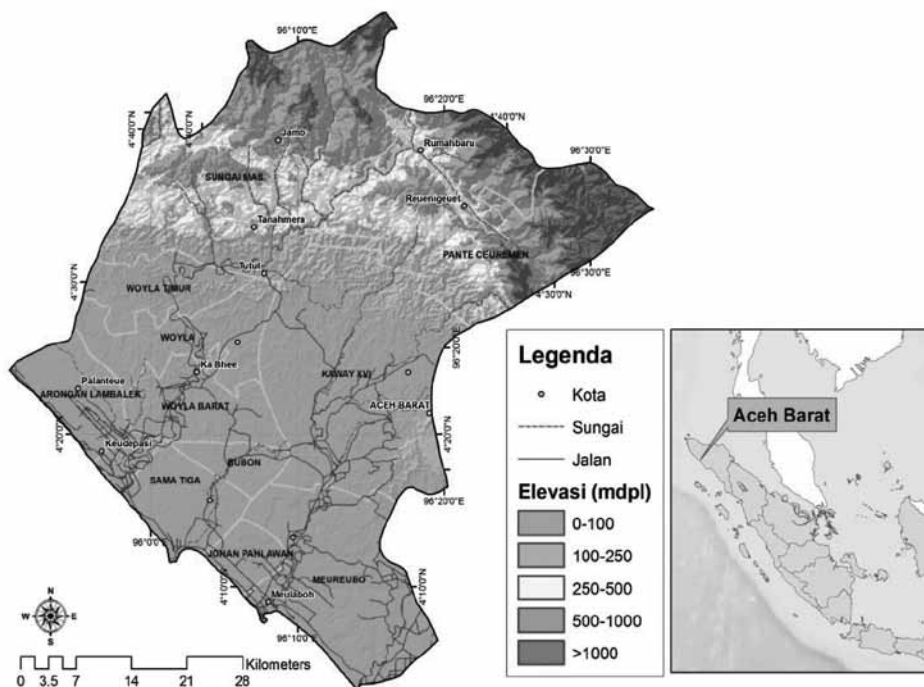 96°10'0"E
96°20'0"E
4°40'0"N
4°40'0"N
96°30'0"E
Jambo
Rumahbaru
SUNGAI MAS
Reuenigeuet
Tanahmera
PANTE CEUREMEN
Tutut
96°30'0"E
4°30'0"N
4°30'0"N
WOYLA TIMUR
WOYLA
96°20'0"E
Ka Bhee
KAWAY XVI
Palanteue
ARONGAN LAMBALEK
WOYLA BARAT
ACEH BARAT
4°20'0"N
4°20'0"N
Keudepasi
BUBON
SAMA TIGA
96°20'0"E
96°0'0"E
JOHAN PAHLAWAN
MEUREUBO
4°10'0"N
4°10'0"N
Meulaboh
96°10'0"E
N
W E
S
Kilometers
0 3.5 7 14 21 28
Legenda
Kota
Sungai
Jalan
Elevasi (mdpl)
0-100
100-250
250-500
500-1000
>1000
Aceh Barat